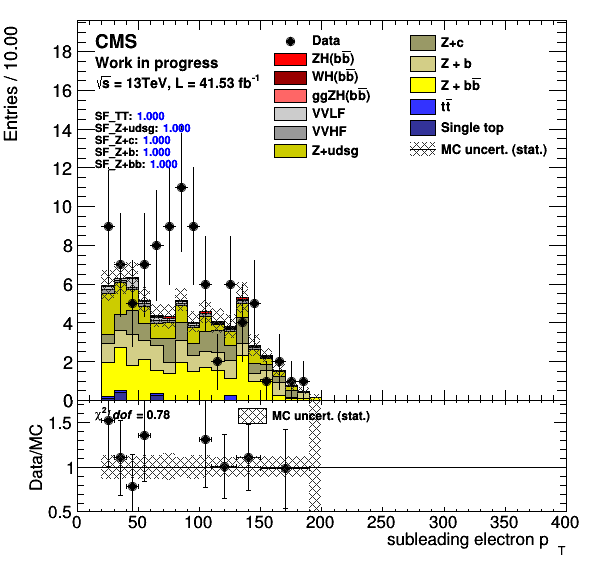 CMS
Work in progress
√s = 13TeV, L = 41.53 fb⁻¹
SF_TT: 1.000
SF_Z+udsg: 1.000
SF_Z+c: 1.000
SF_Z+b: 1.000
SF_Z+bb: 1.000
Data
ZH(bb̅)
WH(bb̅)
ggZH(bb̅)
VVLF
VVHF
Z+udsg
Z+c
Z + b
Z + bb̅
tt̅
Single top
MC uncert. (stat.)
Entries / 10.00
18
16
14
12
10
8
6
4
2
0
χ²/dof = 0.78
MC uncert. (stat.)
Data/MC
1.5
1
0.5
0 50 100 150 200 250 300 350 400
subleading electron p_T